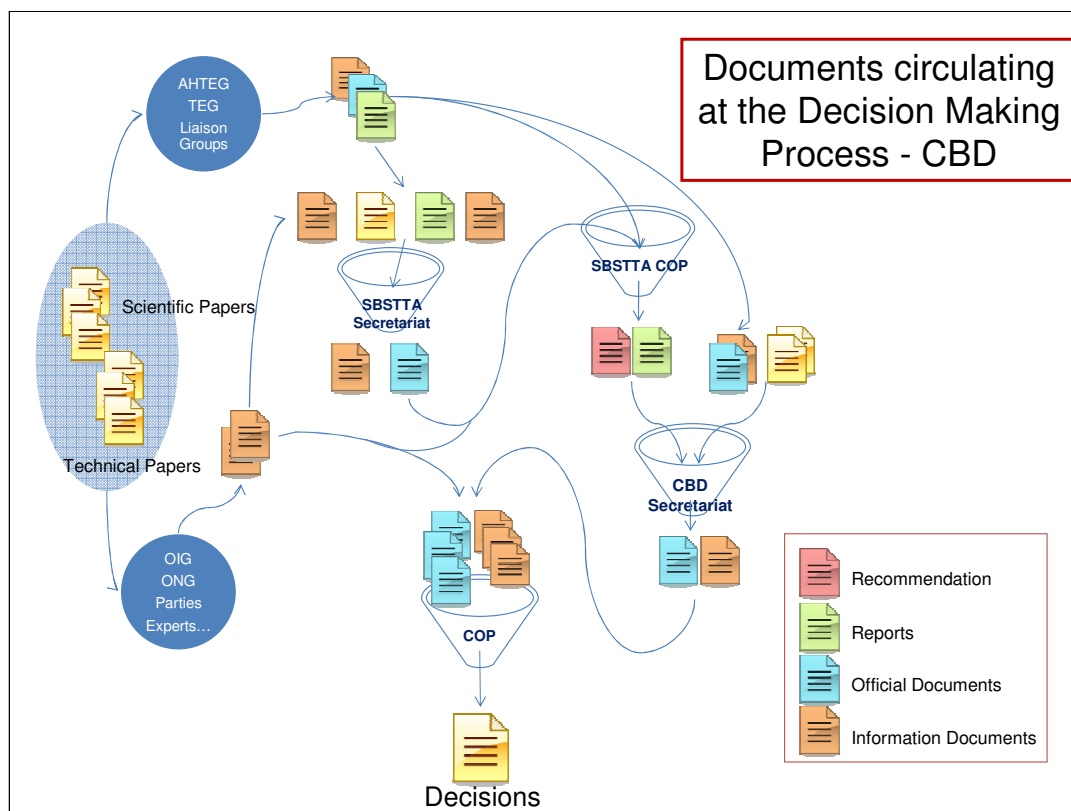 Documents circulating
at the Decision Making
Process - CBD
AHTEG
TEG
Liaison
Groups
Scientific Papers
Technical Papers
SBSTTA
Secretariat
SBSTTA COP
CBD
Secretariat
OIG
ONG
Parties
Experts…
COP
Decisions
Recommendation
Reports
Official Documents
Information Documents